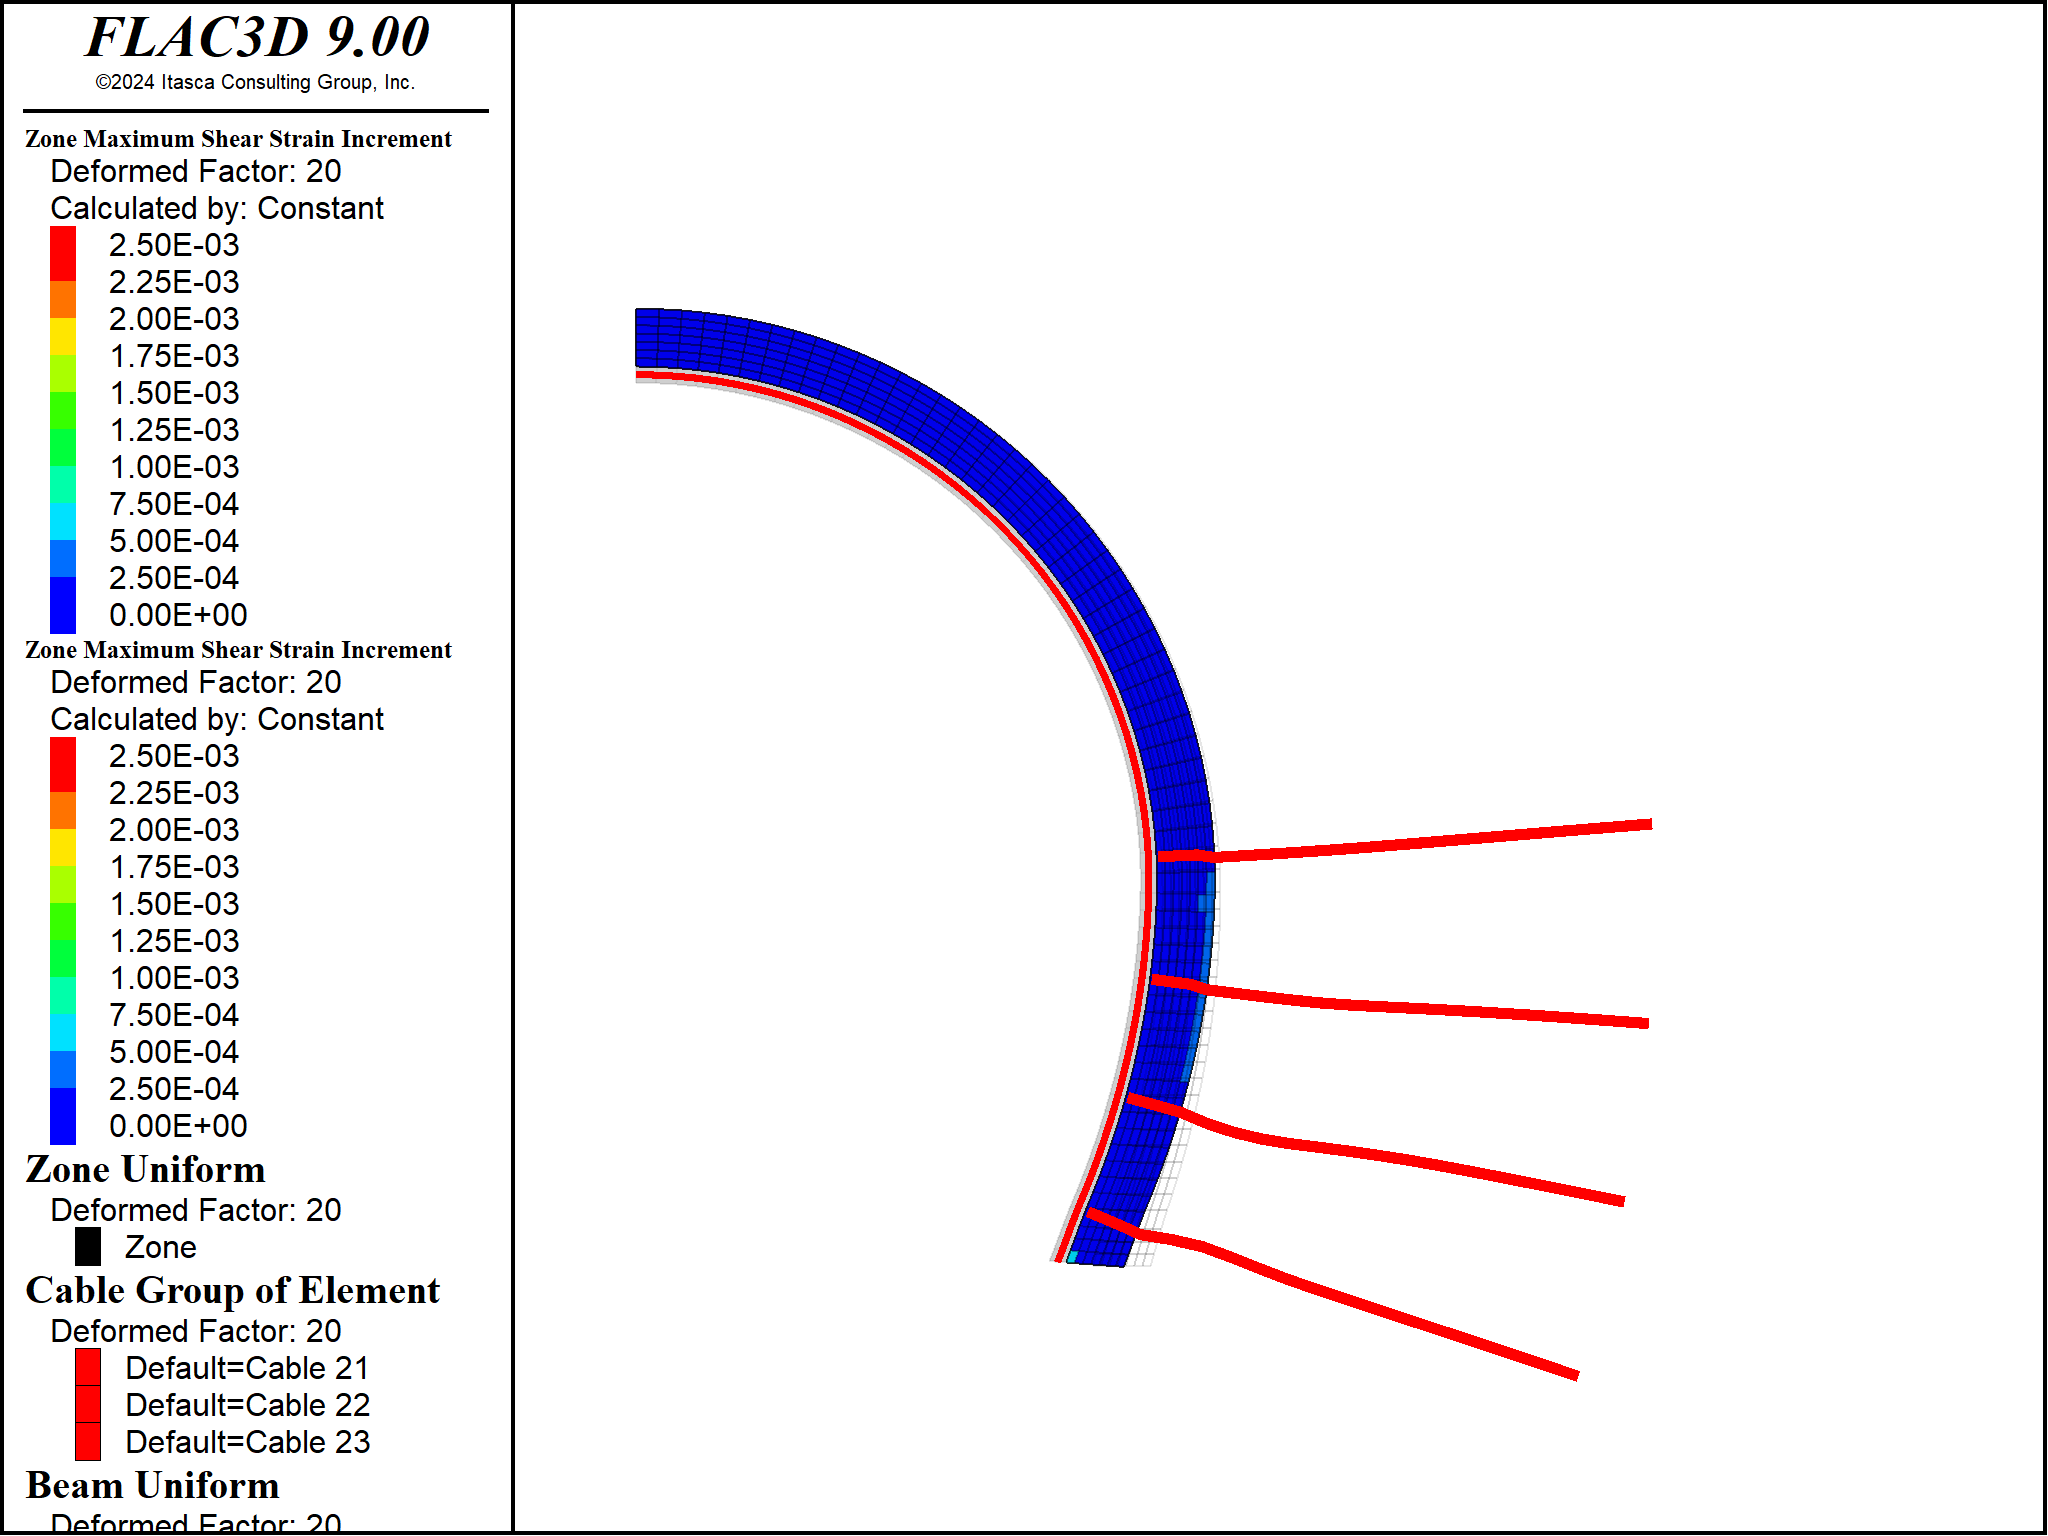 FLAC3D 9.00
©2024 Itasca Consulting Group, Inc.
Zone Maximum Shear Strain Increment
Deformed Factor: 20
Calculated by: Constant
2.50E-03
2.25E-03
2.00E-03
1.75E-03
1.50E-03
1.25E-03
1.00E-03
7.50E-04
5.00E-04
2.50E-04
0.00E+00
Zone Maximum Shear Strain Increment
Deformed Factor: 20
Calculated by: Constant
2.50E-03
2.25E-03
2.00E-03
1.75E-03
1.50E-03
1.25E-03
1.00E-03
7.50E-04
5.00E-04
2.50E-04
0.00E+00
Zone Uniform
Deformed Factor: 20
Zone
Cable Group of Element
Deformed Factor: 20
Default=Cable 21
Default=Cable 22
Default=Cable 23
Beam Uniform
Deformed Factor: 20